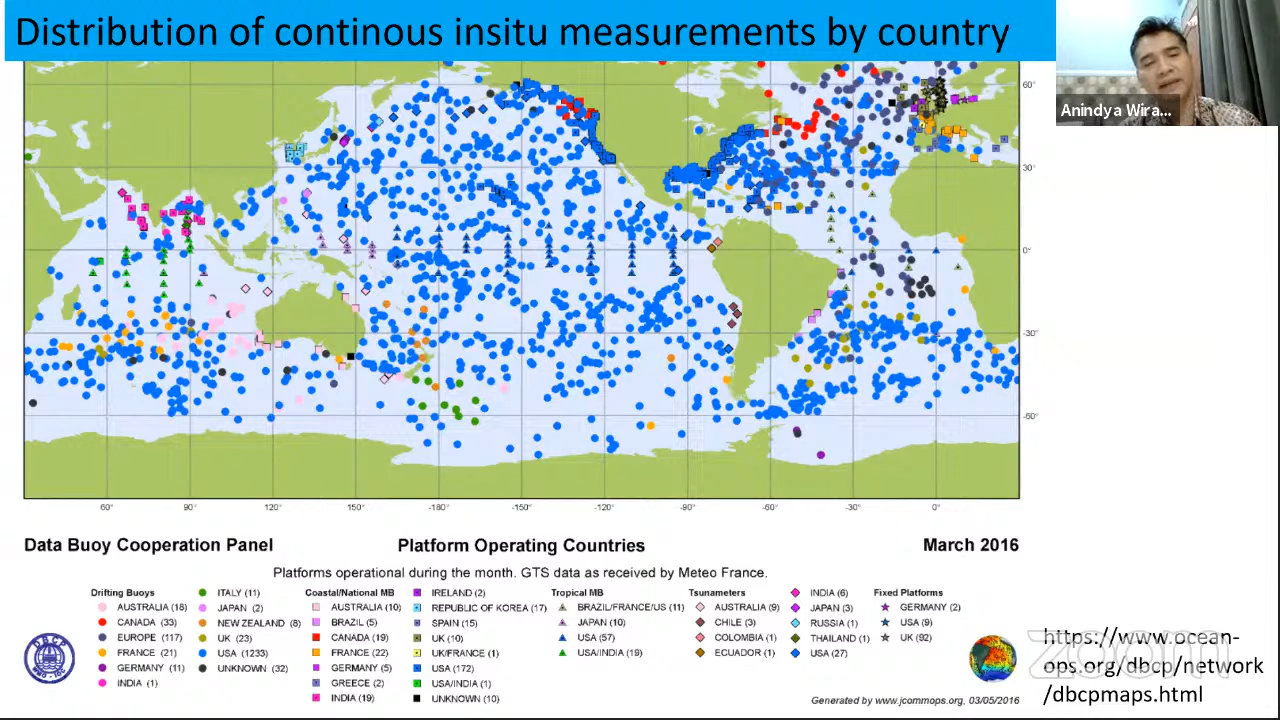 Distribution of continous insitu measurements by country
Anindya Wira...
60°
30°
0°
-30°
-60°
60°
90°
120°
150°
-180°
-150°
-120°
-90°
-60°
-30°
0°
Data Buoy Cooperation Panel
Platform Operating Countries
March 2016
Platforms operational during the month. GTS data as received by Meteo France.
Drifting Buoys
AUSTRALIA (18)
CANADA (33)
EUROPE (117)
FRANCE (21)
GERMANY (11)
INDIA (1)
ITALY (11)
JAPAN (2)
NEW ZEALAND (8)
UK (23)
USA (1233)
UNKNOWN (32)
Coastal/National MB
AUSTRALIA (10)
BRAZIL (5)
CANADA (19)
FRANCE (22)
GERMANY (5)
GREECE (2)
INDIA (19)
IRELAND (2)
REPUBLIC OF KOREA (17)
SPAIN (15)
UK (10)
UK/FRANCE (1)
USA (172)
USA/INDIA (1)
UNKNOWN (10)
Tropical MB
BRAZIL/FRANCE/US (11)
JAPAN (10)
USA (57)
USA/INDIA (19)
Tsunameters
AUSTRALIA (9)
CHILE (3)
COLOMBIA (1)
ECUADOR (1)
INDIA (6)
JAPAN (3)
RUSSIA (1)
THAILAND (1)
USA (27)
Fixed Platforms
GERMANY (2)
USA (9)
UK (92)
DBCP
Generated by www.jcommops.org, 03/05/2016
zoom
https://www.ocean-
ops.org/dbcp/network
/dbcpmaps.html